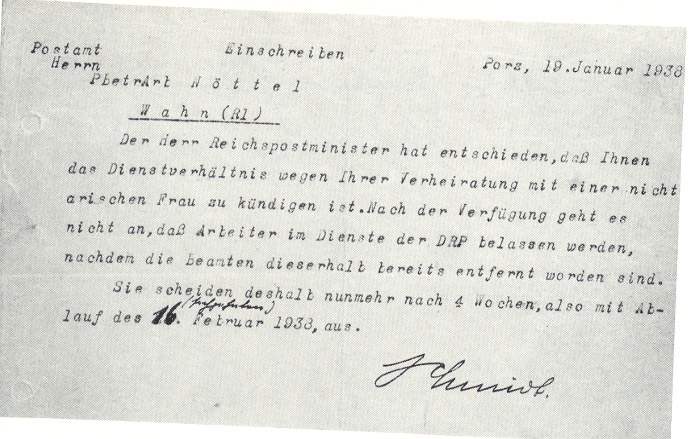 Postamt
Einschreiben
Porz, 19.Januar 1938
Herrn
PbetrArb N ö t t e l
W a h n (Rl)
Der Herr Reichspostminister hat entschieden, daß Ihnen
das Dienstverhältnis wegen Ihrer Verheiratung mit einer nicht
arischen Frau zu kündigen ist. Nach der Verfügung geht es
nicht an, daß Arbeiter im Dienste der DRP belassen werden,
nachdem die Beamten dieserhalb bereits entfernt worden sind.
Sie scheiden deshalb nunmehr nach 4 Wochen, also mit Ab-
lauf des 16. Februar 1938, aus.
Schmidt.